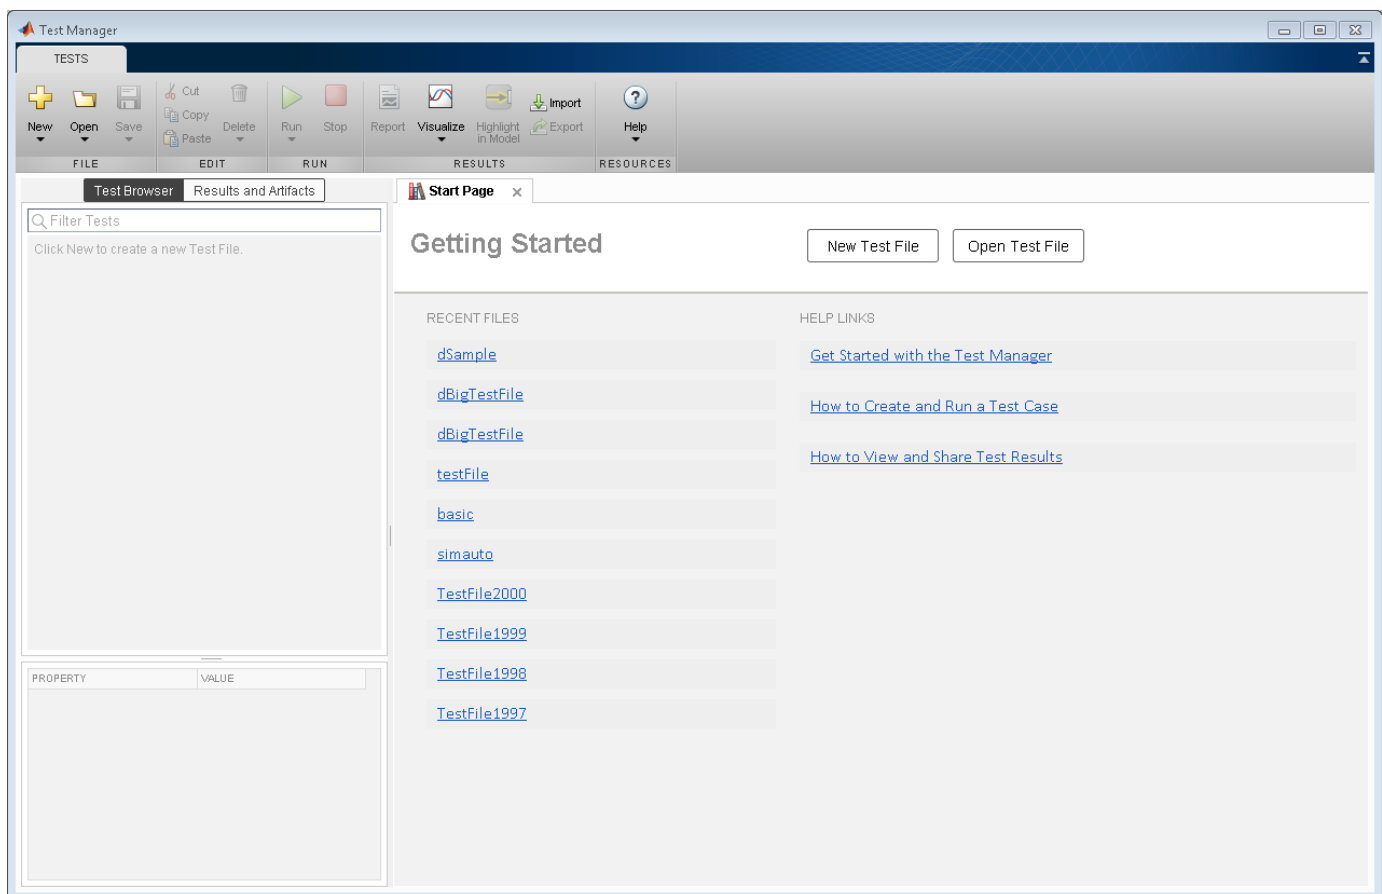 Test Manager
TESTS
New
Open
Save
Cut
Copy
Paste
Delete
Run
Stop
Report
Visualize
Highlight
in Model
Import
Export
Help
FILE
EDIT
RUN
RESULTS
RESOURCES
Test Browser
Results and Artifacts
Filter Tests
Click New to create a new Test File.
PROPERTY
VALUE
Start Page
Getting Started
New Test File
Open Test File
RECENT FILES
dSample
dBigTestFile
dBigTestFile
testFile
basic
simauto
TestFile2000
TestFile1999
TestFile1998
TestFile1997
HELP LINKS
Get Started with the Test Manager
How to Create and Run a Test Case
How to View and Share Test Results